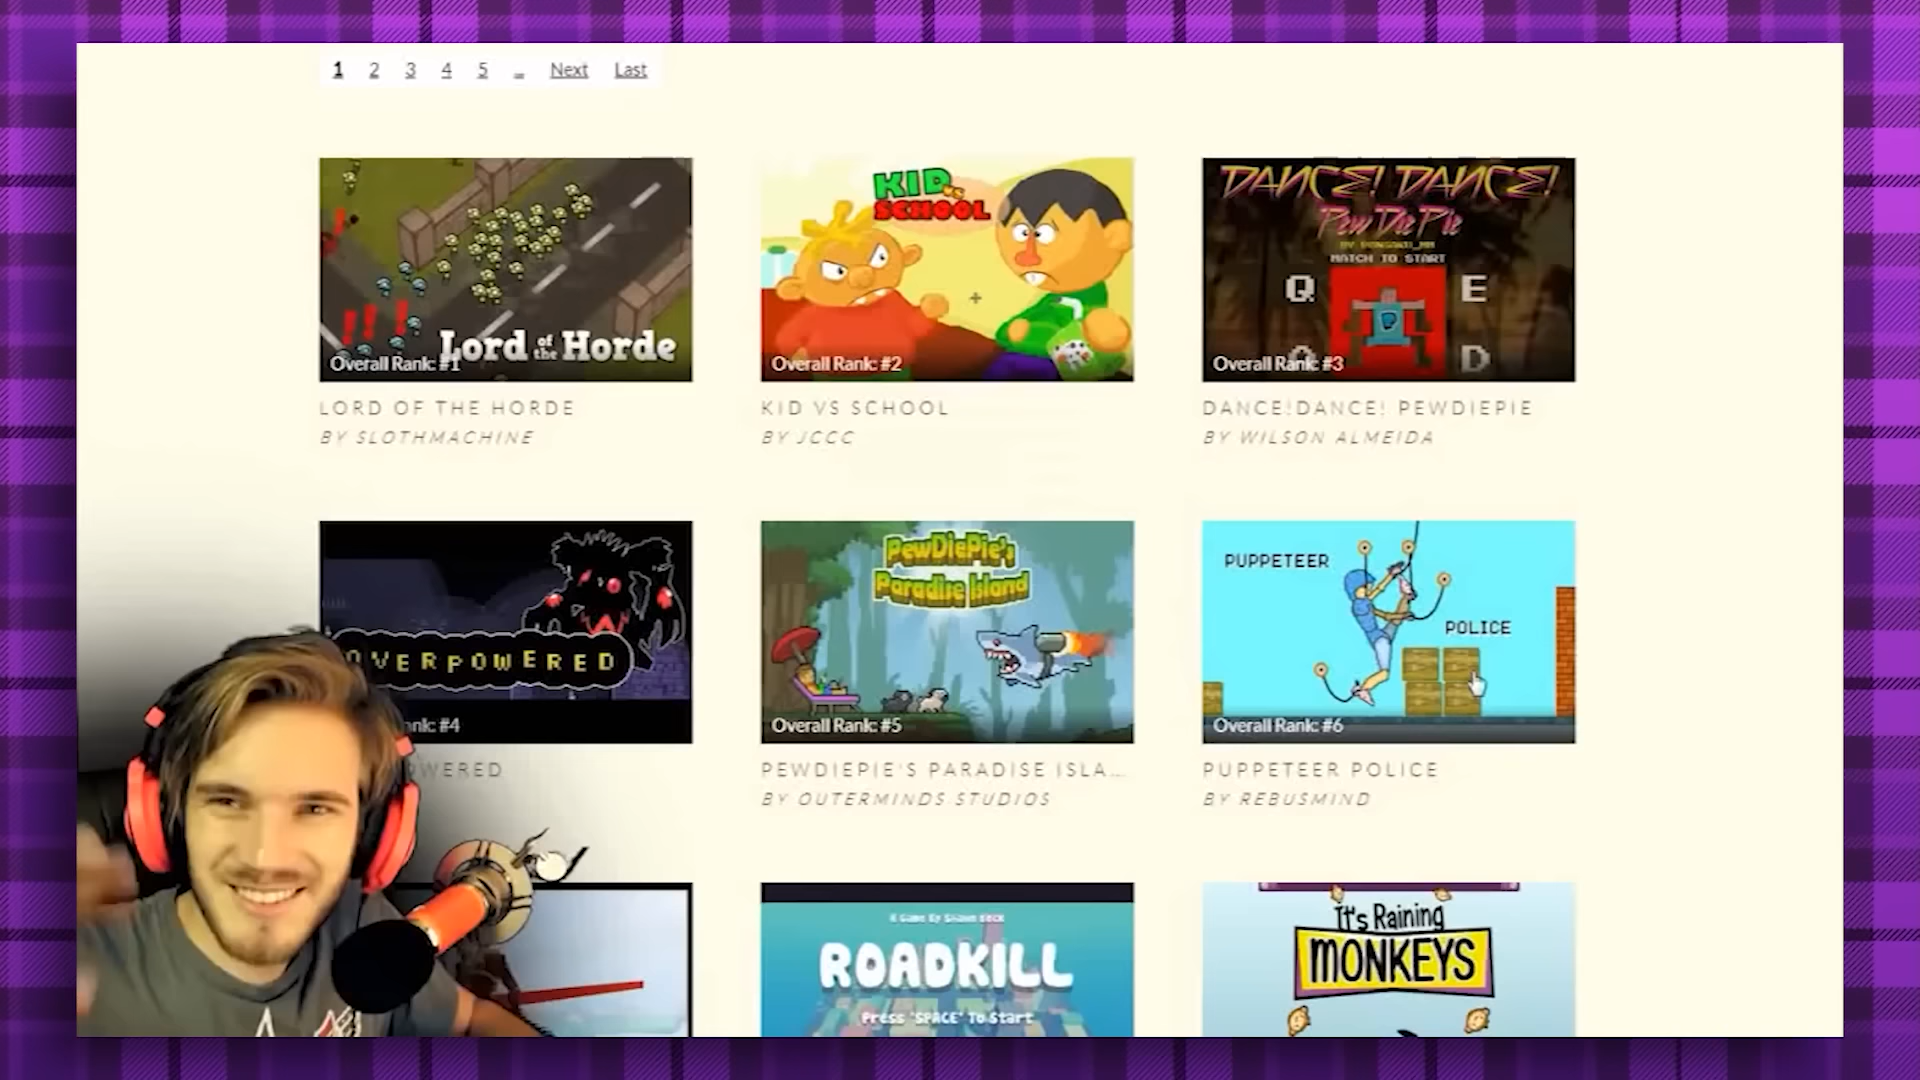 1 2 3 4 5 ... Next Last
Lord of the Horde
Overall Rank: #1
KID VS SCHOOL
Overall Rank: #2
DANCE! DANCE!
PewDiePie
MATCH TO START
Q E
D
Overall Rank: #3
LORD OF THE HORDE
BY SLOTHMACHINE
KID VS SCHOOL
BY JCCC
DANCE!DANCE! PEWDIEPIE
BY WILSON ALMEIDA
OVERPOWERED
#4
PewDiePie's
Paradise Island
Overall Rank: #5
PUPPETEER
POLICE
Overall Rank: #6
WERED
PEWDIEPIE'S PARADISE ISLA...
BY OUTERMINDS STUDIOS
PUPPETEER POLICE
BY REBUSMIND
ROADKILL
Press "SPACE" To Start
It's Raining
MONKEYS